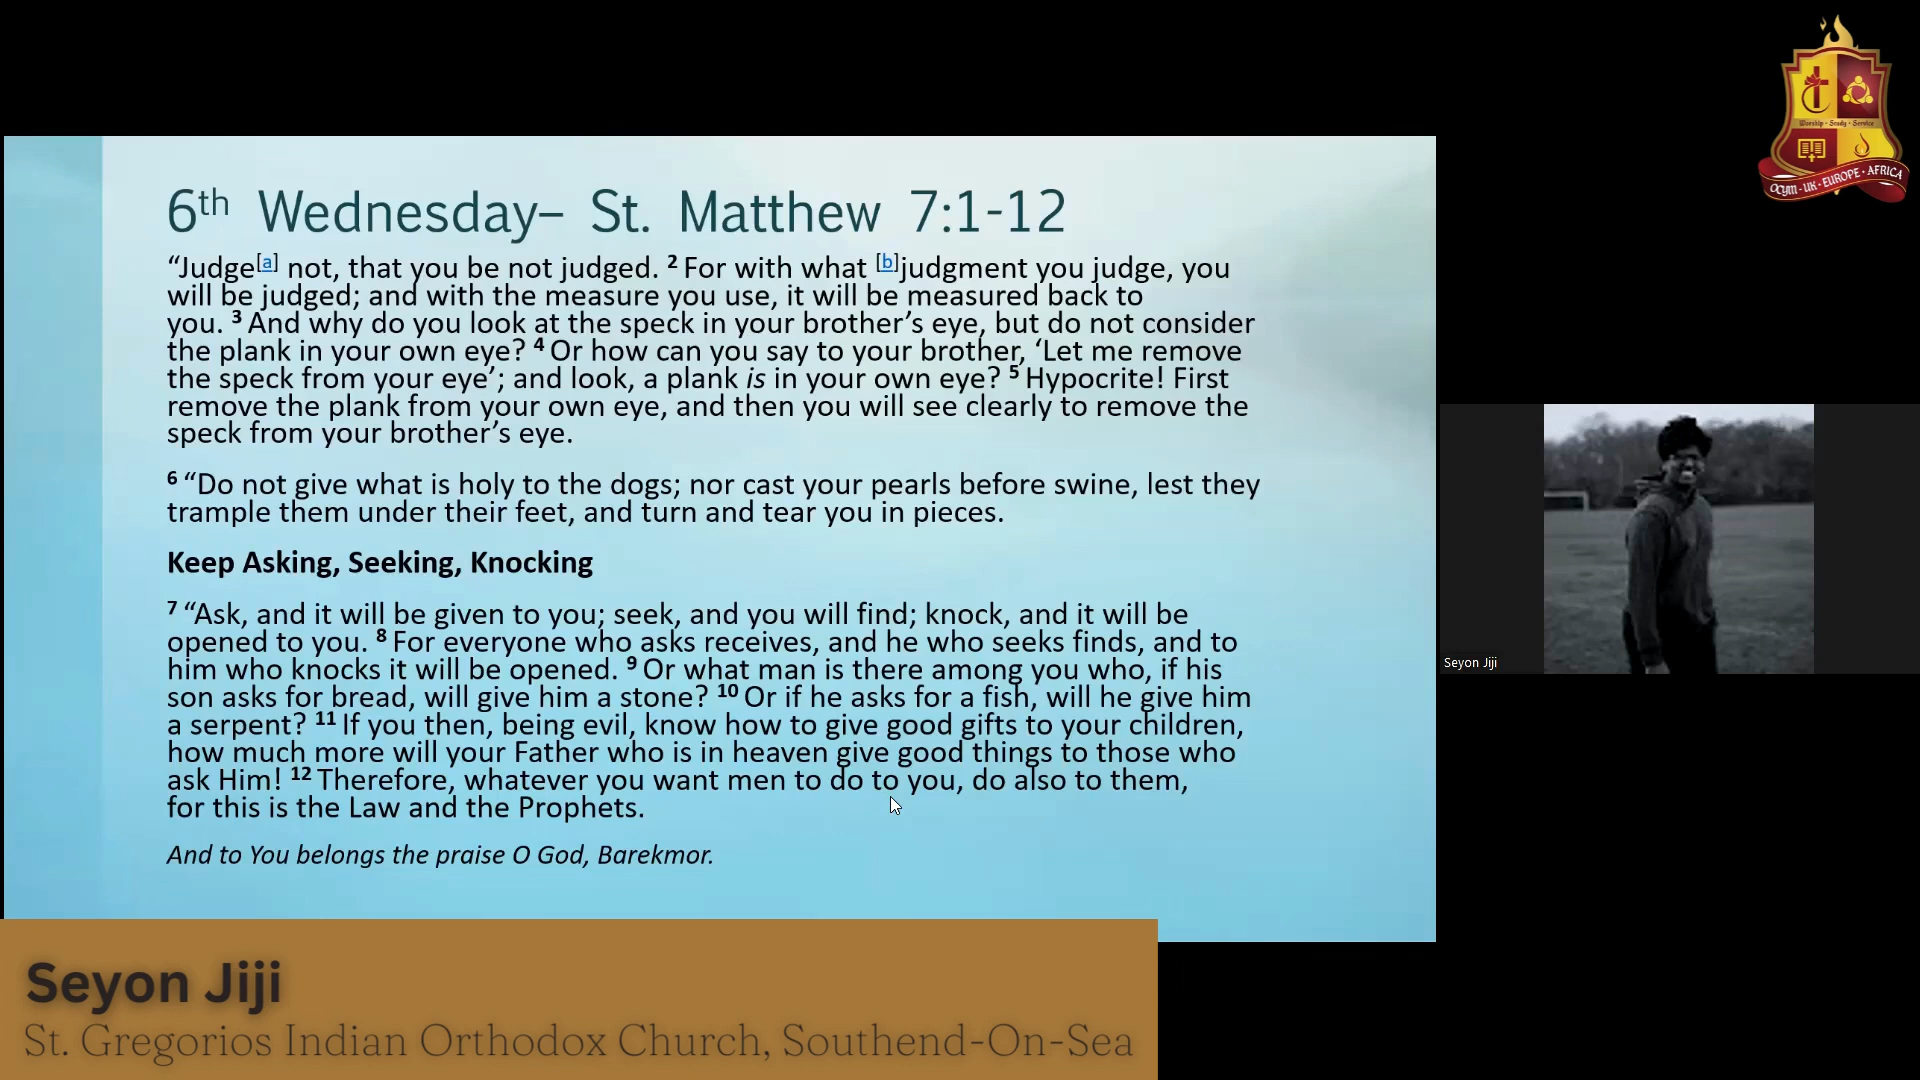 6th Wednesday– St. Matthew 7:1-12
“Judge[a] not, that you be not judged. 2 For with what [b]judgment you judge, you
will be judged; and with the measure you use, it will be measured back to
you. 3 And why do you look at the speck in your brother’s eye, but do not consider
the plank in your own eye? 4 Or how can you say to your brother, ‘Let me remove
the speck from your eye’; and look, a plank is in your own eye? 5 Hypocrite! First
remove the plank from your own eye, and then you will see clearly to remove the
speck from your brother’s eye.
6 “Do not give what is holy to the dogs; nor cast your pearls before swine, lest they
trample them under their feet, and turn and tear you in pieces.
Keep Asking, Seeking, Knocking
7 “Ask, and it will be given to you; seek, and you will find; knock, and it will be
opened to you. 8 For everyone who asks receives, and he who seeks finds, and to
him who knocks it will be opened. 9 Or what man is there among you who, if his
son asks for bread, will give him a stone? 10 Or if he asks for a fish, will he give him
a serpent? 11 If you then, being evil, know how to give good gifts to your children,
how much more will your Father who is in heaven give good things to those who
ask Him! 12 Therefore, whatever you want men to do to you, do also to them,
for this is the Law and the Prophets.
And to You belongs the praise O God, Barekmor.
Worship - Study - Service
OCYM - UK - EUROPE - AFRICA
Seyon Jiji
Seyon Jiji
St. Gregorios Indian Orthodox Church, Southend-On-Sea